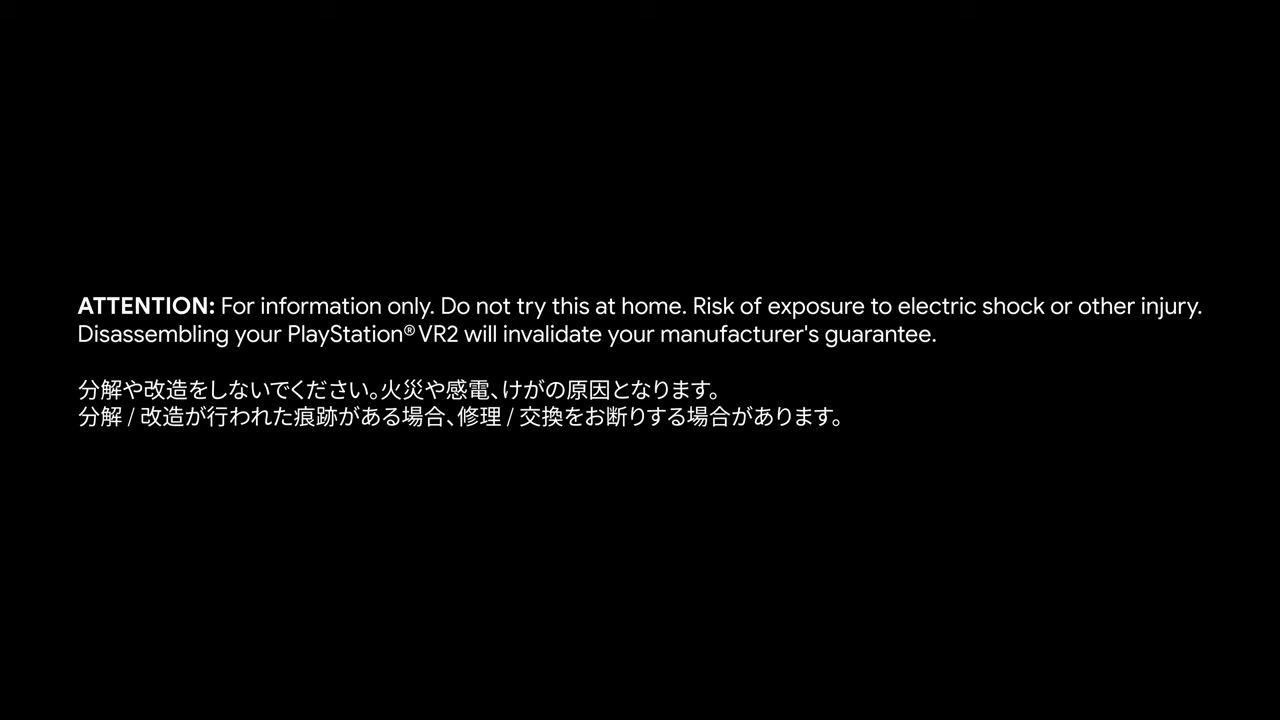 ATTENTION: For information only. Do not try this at home. Risk of exposure to electric shock or other injury.
Disassembling your PlayStation® VR2 will invalidate your manufacturer's guarantee.
分解や改造をしないでください。火災や感電、けがの原因となります。
分解 / 改造が行われた痕跡がある場合、修理 / 交換をお断りする場合があります。